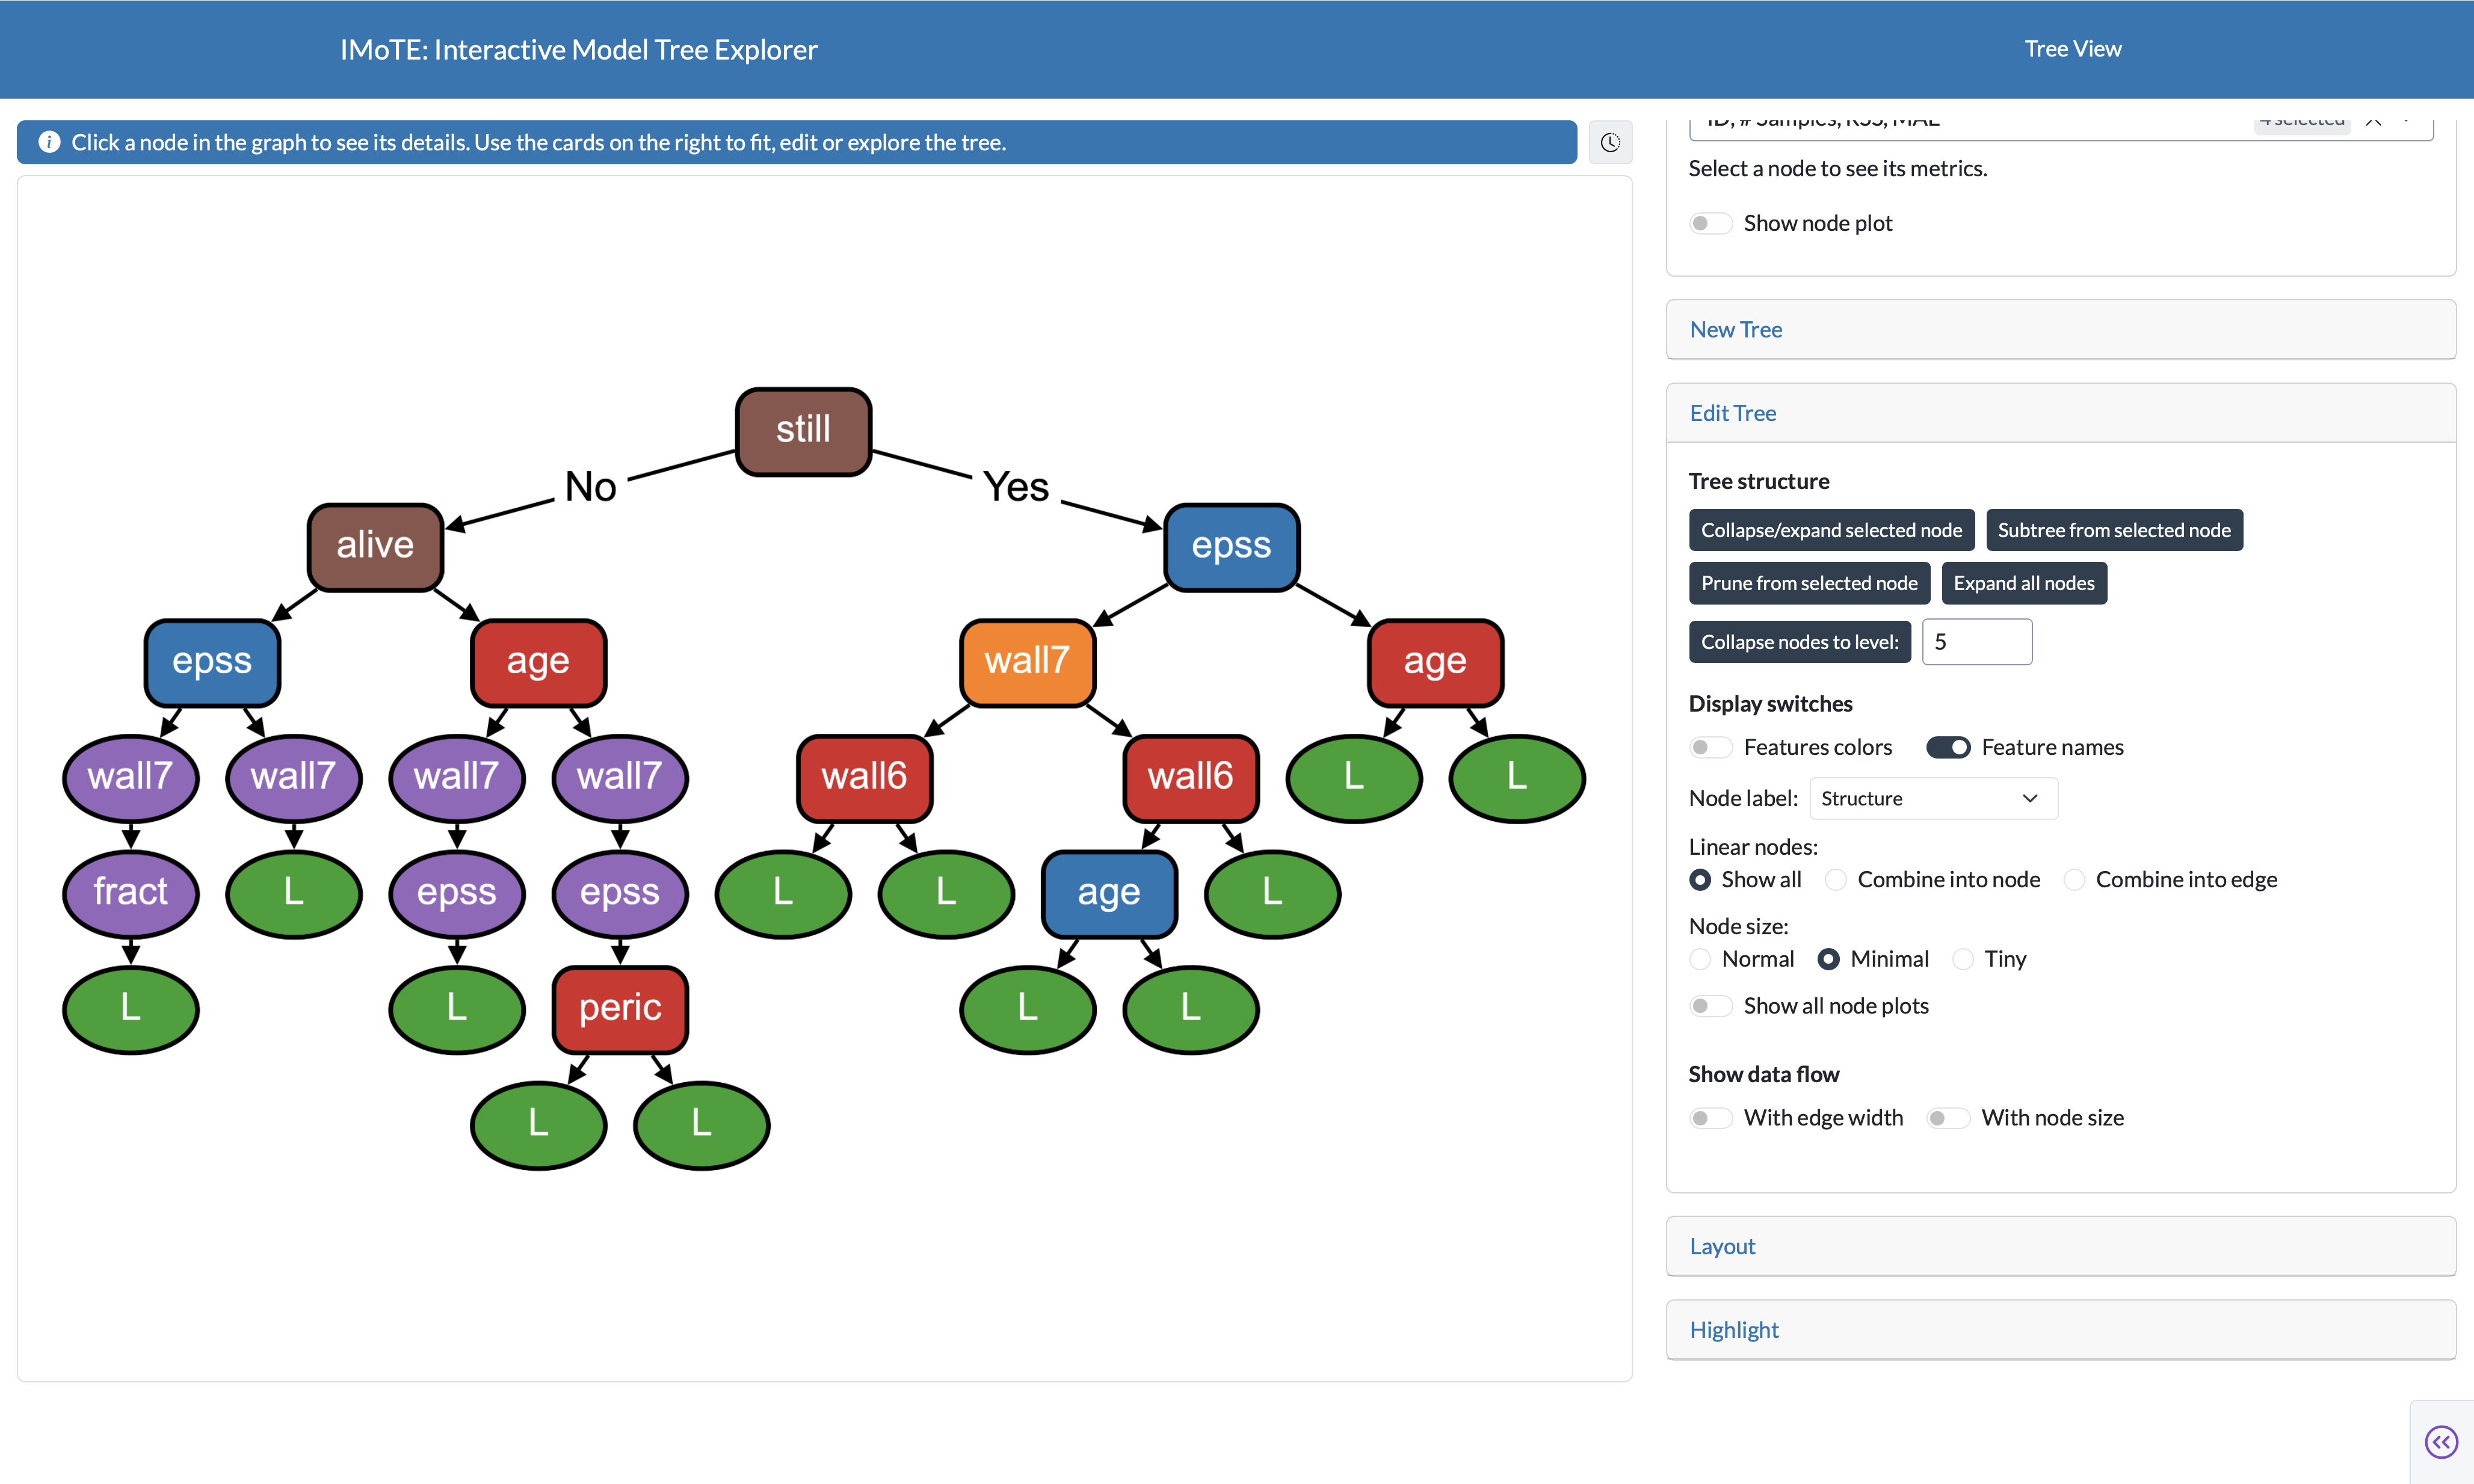 IMoTE: Interactive Model Tree Explorer
Tree View
Click a node in the graph to see its details. Use the cards on the right to fit, edit or explore the tree.
still
No
Yes
alive
epss
epss
age
wall7
age
wall7
wall7
wall7
wall7
wall6
wall6
L
L
fract
L
epss
epss
L
L
age
L
L
L
peric
L
L
L
L
ID, # Samples, RSS, MAE
4 selected
Select a node to see its metrics.
Show node plot
New Tree
Edit Tree
Tree structure
Collapse/expand selected node
Subtree from selected node
Prune from selected node
Expand all nodes
Collapse nodes to level:
5
Display switches
Features colors
Feature names
Node label:
Structure
Linear nodes:
Show all
Combine into node
Combine into edge
Node size:
Normal
Minimal
Tiny
Show all node plots
Show data flow
With edge width
With node size
Layout
Highlight